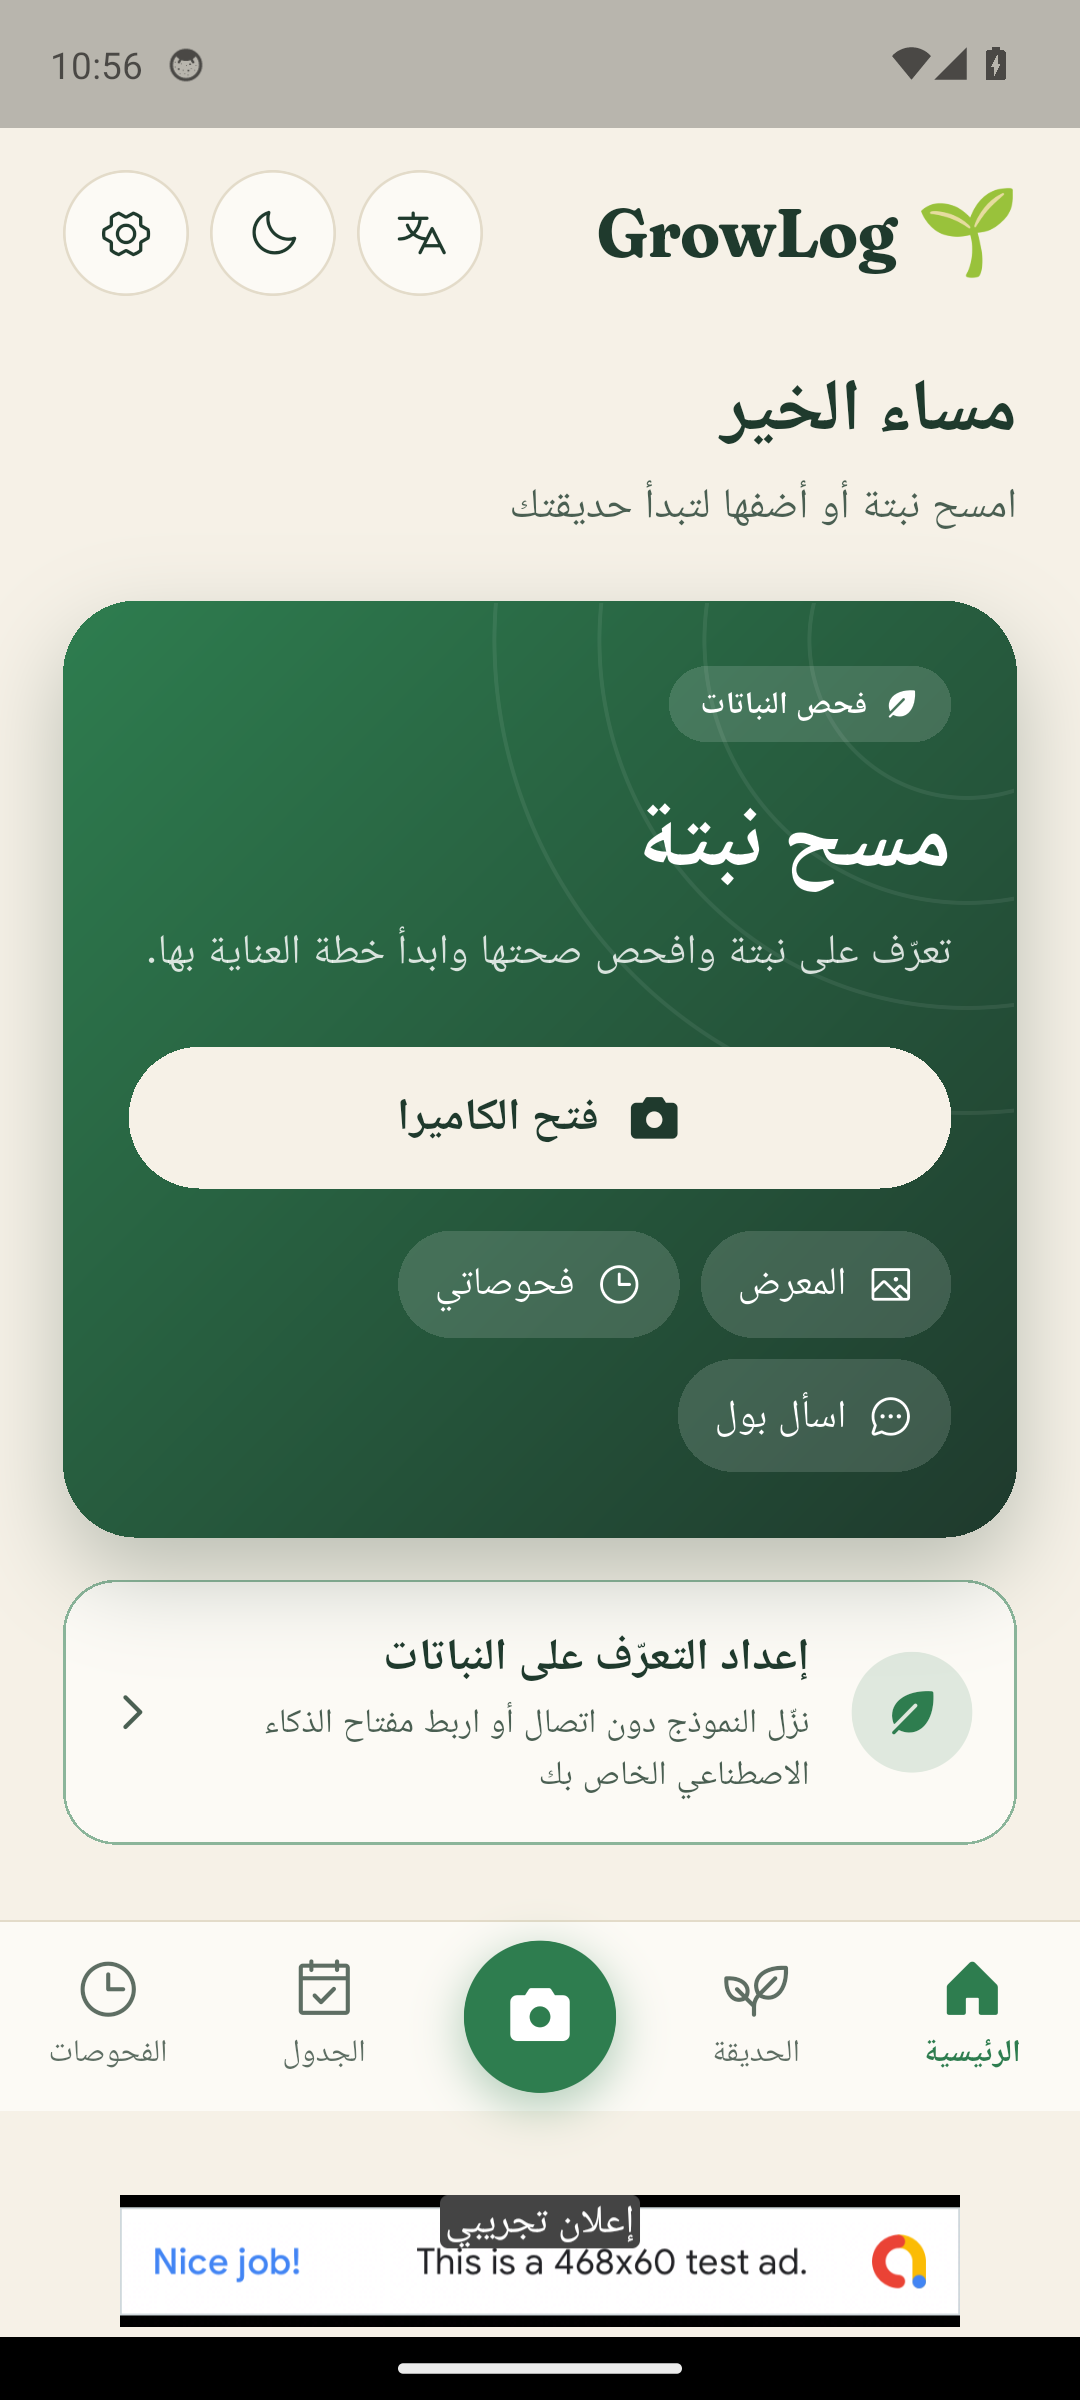 10:56
GrowLog
مساء الخير
امسح نبتة أو أضفها لتبدأ حديقتك
فحص النباتات
مسح نبتة
تعرّف على نبتة وافحص صحتها وابدأ خطة العناية بها.
فتح الكاميرا
المعرض
فحوصاتي
اسأل بول
إعداد التعرّف على النباتات
نزّل النموذج دون اتصال أو اربط مفتاح الذكاء
الاصطناعي الخاص بك
الرئيسية
الحديقة
الجدول
الفحوصات
إعلان تجريبي
Nice job!
This is a 468x60 test ad.